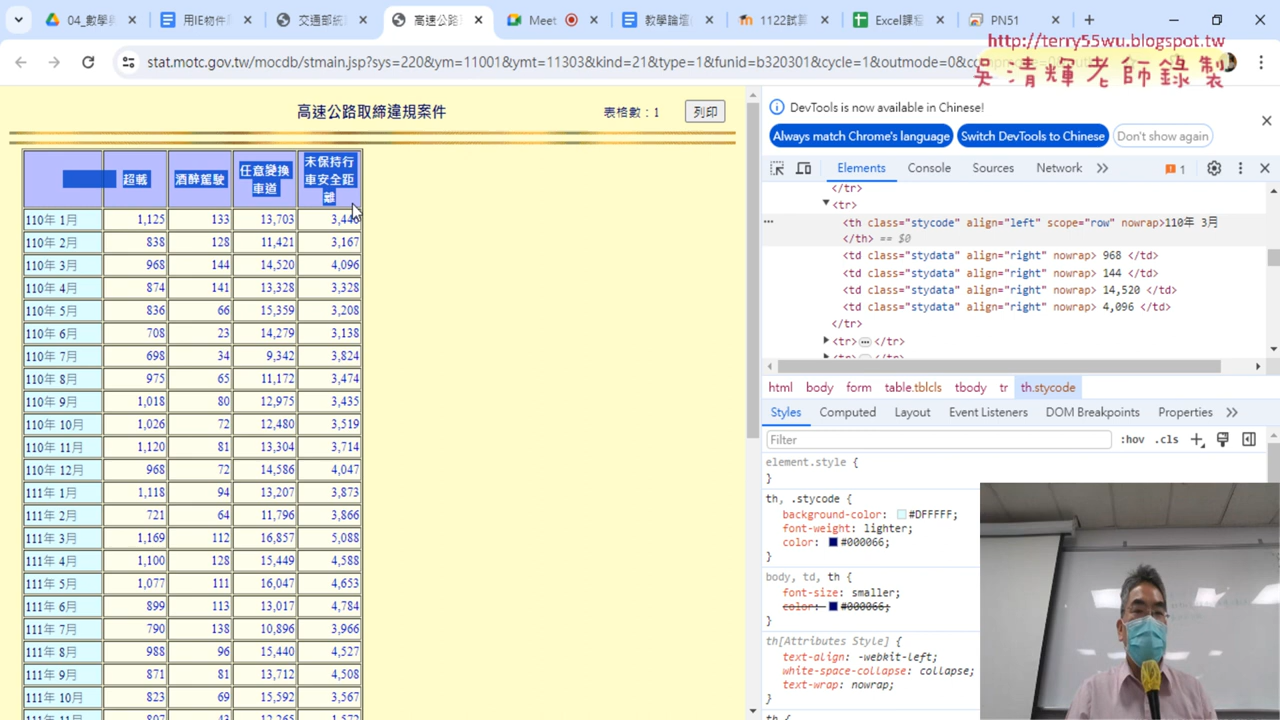 04_數學
用IE物件
交通部統
高速公路
Meet
教學論壇
1122試算
Excel課程
PN51
http://terry55wu.blogspot.tw
吳清輝老師錄製
stat.motc.gov.tw/mocdb/stmain.jsp?sys=220&ym=11001&ymt=11303&kind=21&type=1&funid=b320301&cycle=1&outmode=0&
高速公路取締違規案件
表格數：1
列印
超載 酒醉駕駛 任意變換車道 未保持行車安全距離
110年 1月 1,125 133 13,703
110年 2月 838 128 11,421 3,167
110年 3月 968 144 14,520 4,096
110年 4月 874 141 13,328 3,328
110年 5月 836 66 15,359 3,208
110年 6月 708 23 14,279 3,138
110年 7月 698 34 9,342 3,824
110年 8月 975 65 11,172 3,474
110年 9月 1,018 80 12,975 3,435
110年 10月 1,026 72 12,480 3,519
110年 11月 1,120 81 13,304 3,714
110年 12月 968 72 14,586 4,047
111年 1月 1,118 94 13,207 3,873
111年 2月 721 64 11,796 3,866
111年 3月 1,169 112 16,857 5,088
111年 4月 1,100 128 15,449 4,588
111年 5月 1,077 111 16,047 4,653
111年 6月 899 113 13,017 4,784
111年 7月 790 138 10,896 3,966
111年 8月 988 96 15,440 4,527
111年 9月 871 81 13,712 4,508
111年 10月 823 69 15,592 3,567
DevTools is now available in Chinese!
Always match Chrome's language
Switch DevTools to Chinese
Don't show again
Elements Console Sources 1
</tr>
<tr>
<th class="stycode" align="left" scope="row" nowrap>110年 3月
</th> == $0
<td class="stydata" align="right" nowrap> 968 </td>
<td class="stydata" align="right" nowrap> 144 </td>
<td class="stydata" align="right" nowrap> 14,520 </td>
<td class="stydata" align="right" nowrap> 4,096 </td>
</tr>
<tr> … </tr>
html body form table.tblcls tbody tr th.stycode
Styles Computed Layout Event Listeners DOM Breakpoints Properties
Filter
:hov .cls
element.style {
}
th, .stycode {
background-color: #DFFFFF;
font-weight: lighter;
color: #000066;
}
body, td, th {
font-size: smaller;
color: #000066;
}
th[Attributes Style] {
text-align: -webkit-left;
white-space-collapse: collapse;
text-wrap: nowrap;
}